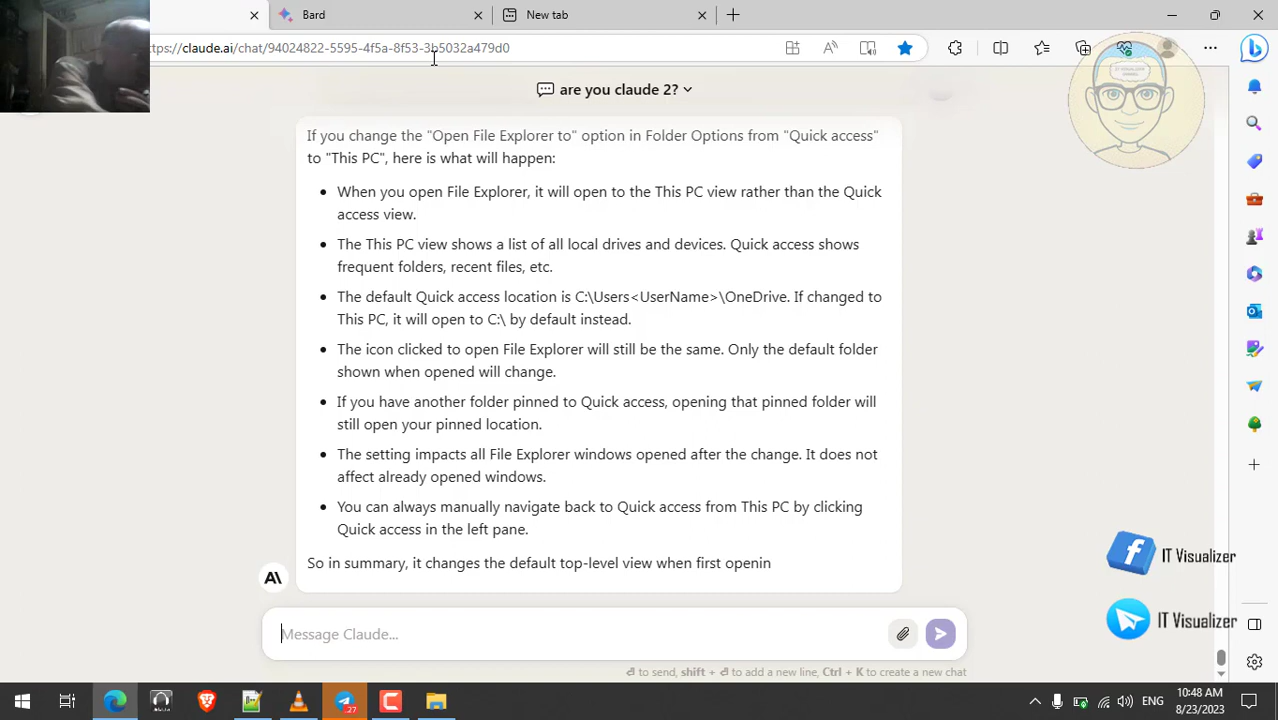 Bard
New tab
ttps://claude.ai/chat/94024822-5595-4f5a-8f53-3b5032a479d0
are you claude 2?
IT VISUALIZER
If you change the "Open File Explorer to" option in Folder Options from "Quick access"
to "This PC", here is what will happen:
When you open File Explorer, it will open to the This PC view rather than the Quick
access view.
The This PC view shows a list of all local drives and devices. Quick access shows
frequent folders, recent files, etc.
The default Quick access location is C:\Users<UserName>\OneDrive. If changed to
This PC, it will open to C:\ by default instead.
The icon clicked to open File Explorer will still be the same. Only the default folder
shown when opened will change.
If you have another folder pinned to Quick access, opening that pinned folder will
still open your pinned location.
The setting impacts all File Explorer windows opened after the change. It does not
affect already opened windows.
You can always manually navigate back to Quick access from This PC by clicking
Quick access in the left pane.
So in summary, it changes the default top-level view when first openin
IT Visualizer
Message Claude...
IT Visualizer
to send, shift + to add a new line, Ctrl + K to create a new chat
27
ENG
10:48 AM
8/23/2023